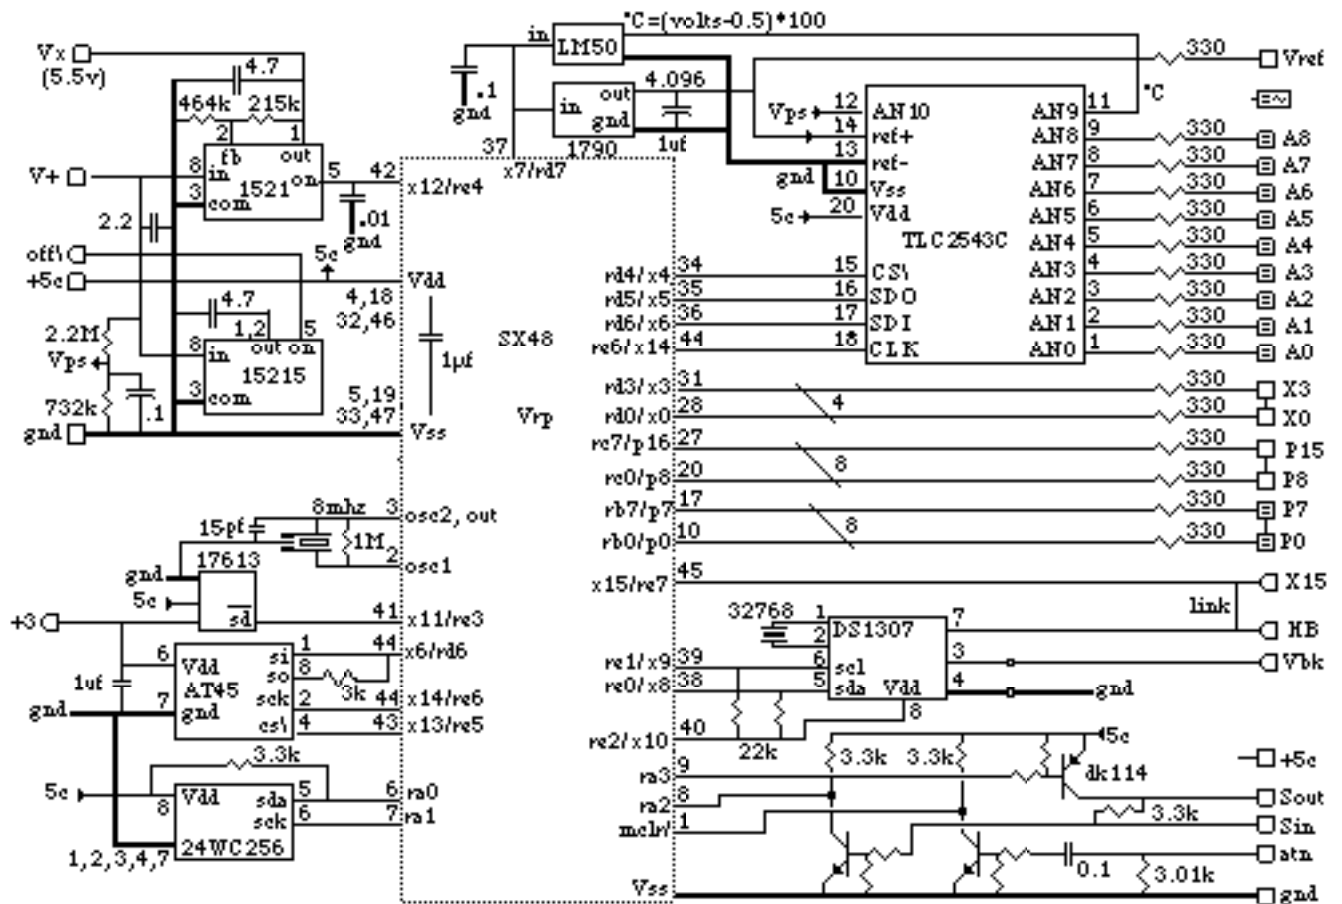 °C=(volts-0.5)*100
Vx
(5.5v)
4.7
464k 215k
2 1
fb out
8 in on 5
1521
3 com
V+
2.2
.01
gnd
42 x12/re4
off\
+5c
5c
Vdd
4,18
32,46
4.7
1,2 5
out on
8 in
15215
3 com
2.2M
Vps
732k
.1
gnd
1µf
5,19
33,47
Vss
SX48
Vrp
in LM50
.1
gnd
in out
gnd
1790
4.096
1uf
37
x7/rd7
330 Vref
°C
Vps 12 AN10
14 ref+
13 ref-
gnd
10 Vss
5c 20 Vdd
TLC2543C
15 CS\
16 SDO
17 SDI
18 CLK
AN9 11
AN8 9 330 A8
AN7 8 330 A7
AN6 7 330 A6
AN5 6 330 A5
AN4 5 330 A4
AN3 4 330 A3
AN2 3 330 A2
AN1 2 330 A1
AN0 1 330 A0
rd4/x4 34
rd5/x5 35
rd6/x6 36
re6/x14 44
rd3/x3 31 330 X3
4
rd0/x0 28 330 X0
rc7/p16 27 330 P15
8
rc0/p8 20 330 P8
rb7/p7 17 330 P7
8
rb0/p0 10 330 P0
8mhz
15pf
1M
3 osc2, out
2 osc1
gnd
17613
5c
sd
+3
41 x11/re3
6 Vdd
AT45
7 gnd
si 1
so 8
sck 2
cs\ 4
1uf
gnd
3k
44 x6/rd6
44 x14/re6
43 x13/re5
3.3k
5c
8 Vdd
sda 5
sck 6
24WC256
1,2,3,4,7
6 ra0
7 ra1
x15/re7 45 X15
link
32768
1
2
DS1307
6 scl
5 sda
Vdd
8
7 HB
3 Vbk
4 gnd
re1/x9 39
re0/x8 38
re2/x10 40
22k
5c
3.3k 3.3k
dk114
+5c
ra3 9
ra2 8
mclr/ 1
Sout
3.3k
Sin
0.1
atn
3.01k
Vss
gnd